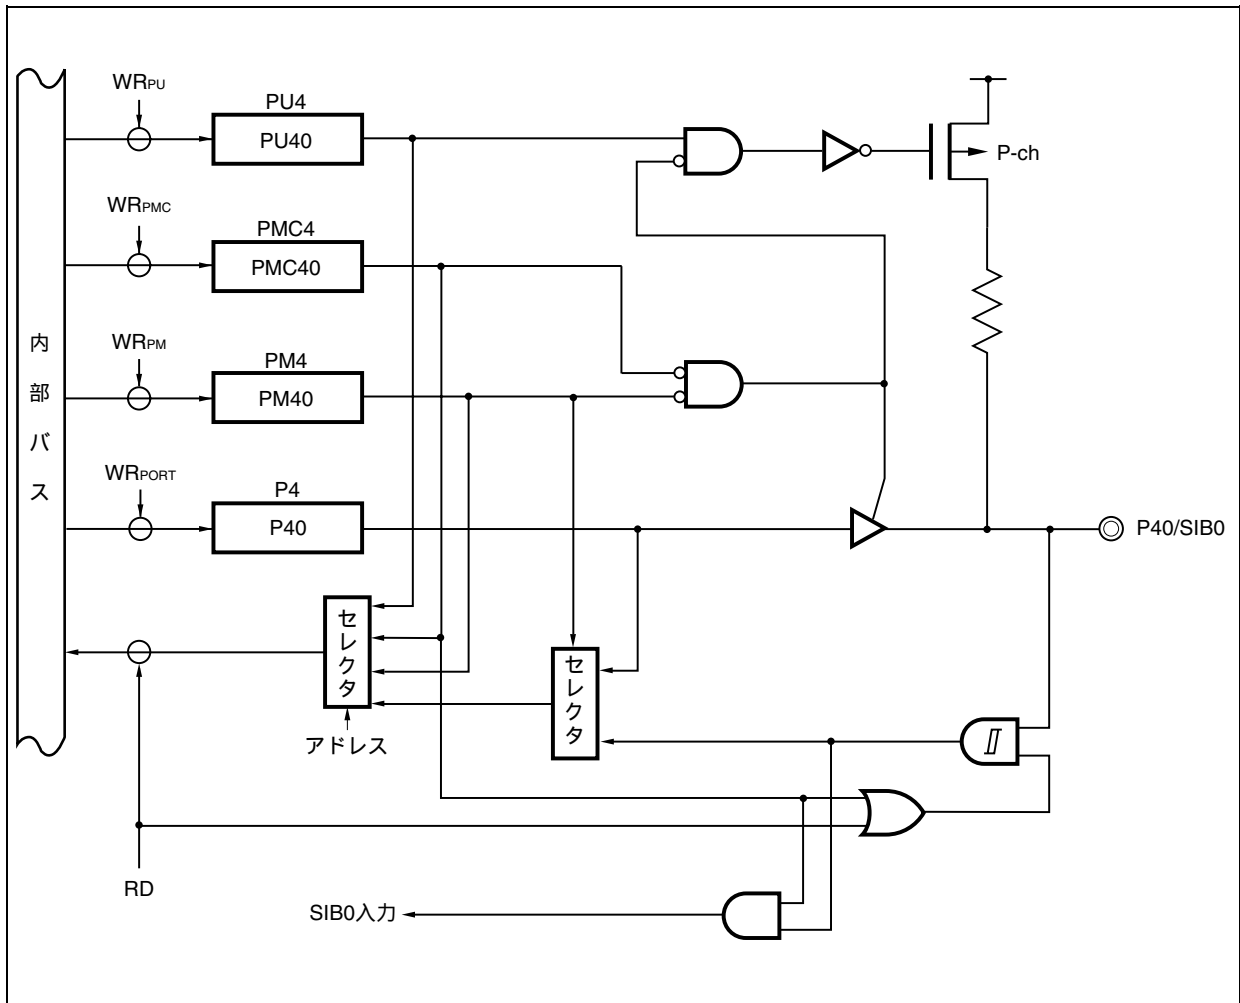 WRPU
PU4
PU40
P-ch
WRPMC
PMC4
PMC40
内部バス
WRPM
PM4
PM40
WRPORT
P4
P40
P40/SIB0
セレクタ
セレクタ
アドレス
RD
SIB0入力